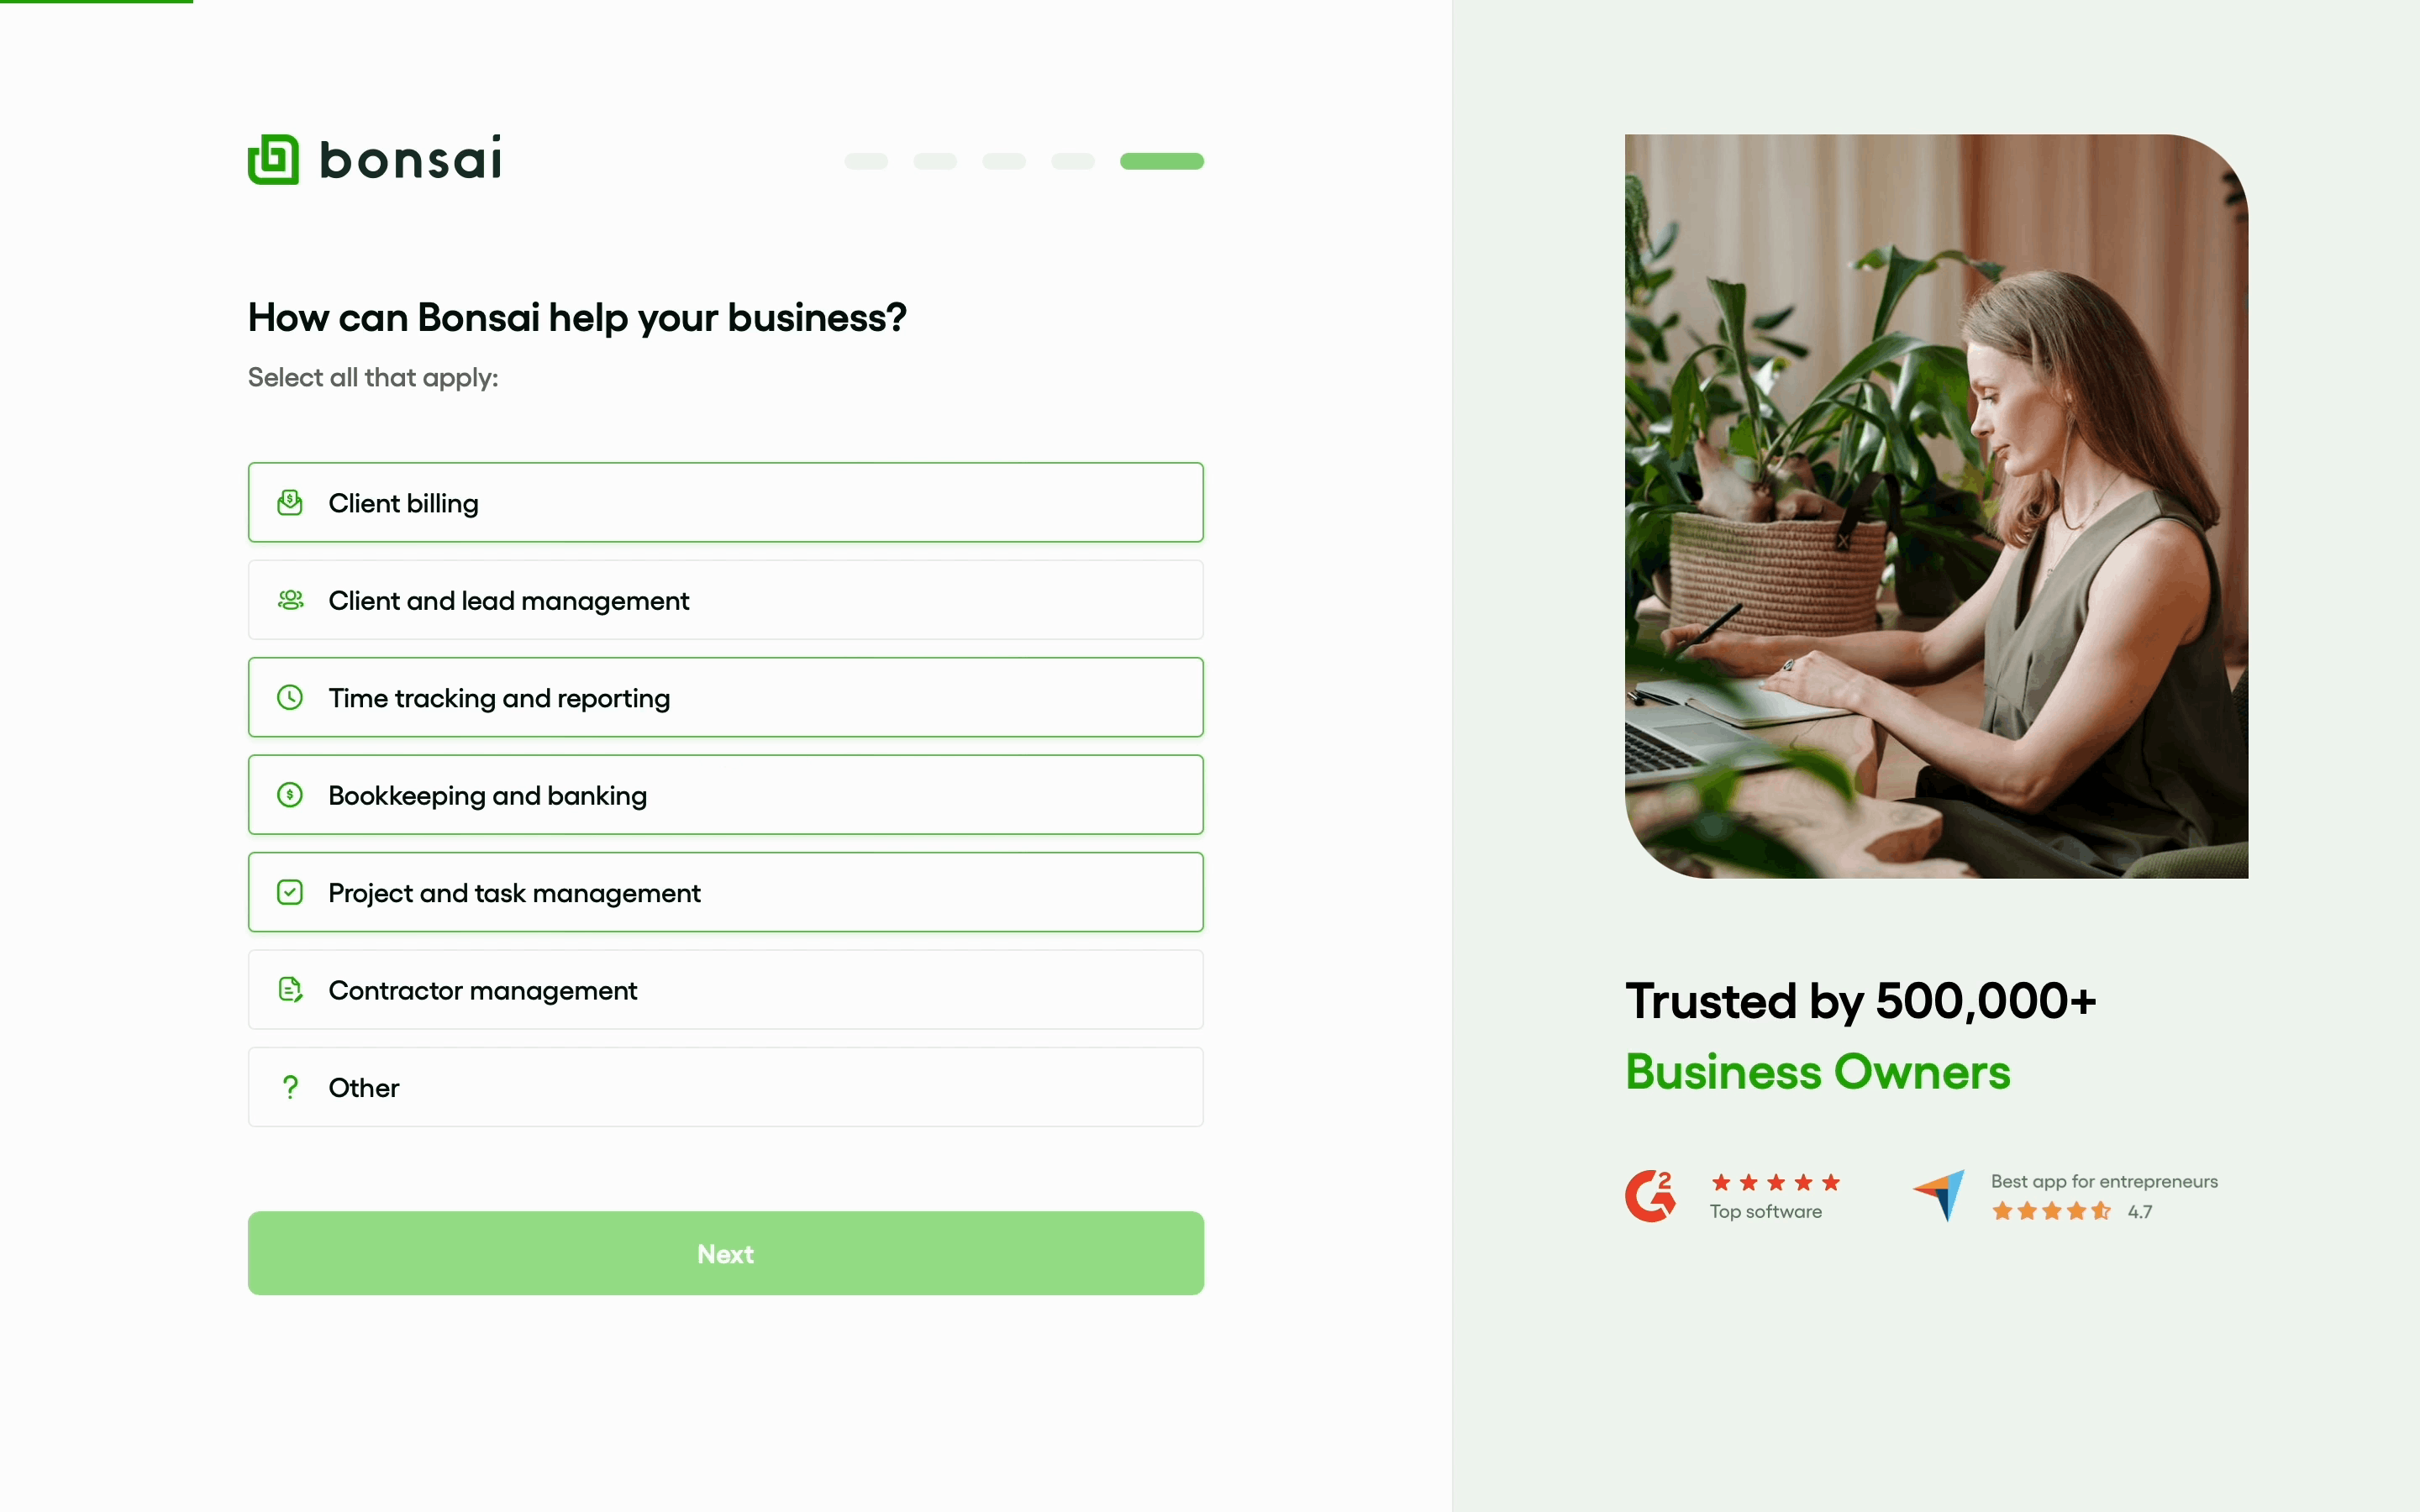 bonsai
How can Bonsai help your business?
Select all that apply:
Client billing
Client and lead management
Time tracking and reporting
Bookkeeping and banking
Project and task management
Contractor management
Other
Next
Trusted by 500,000+
Business Owners
G2
Top software
Best app for entrepreneurs
4.7